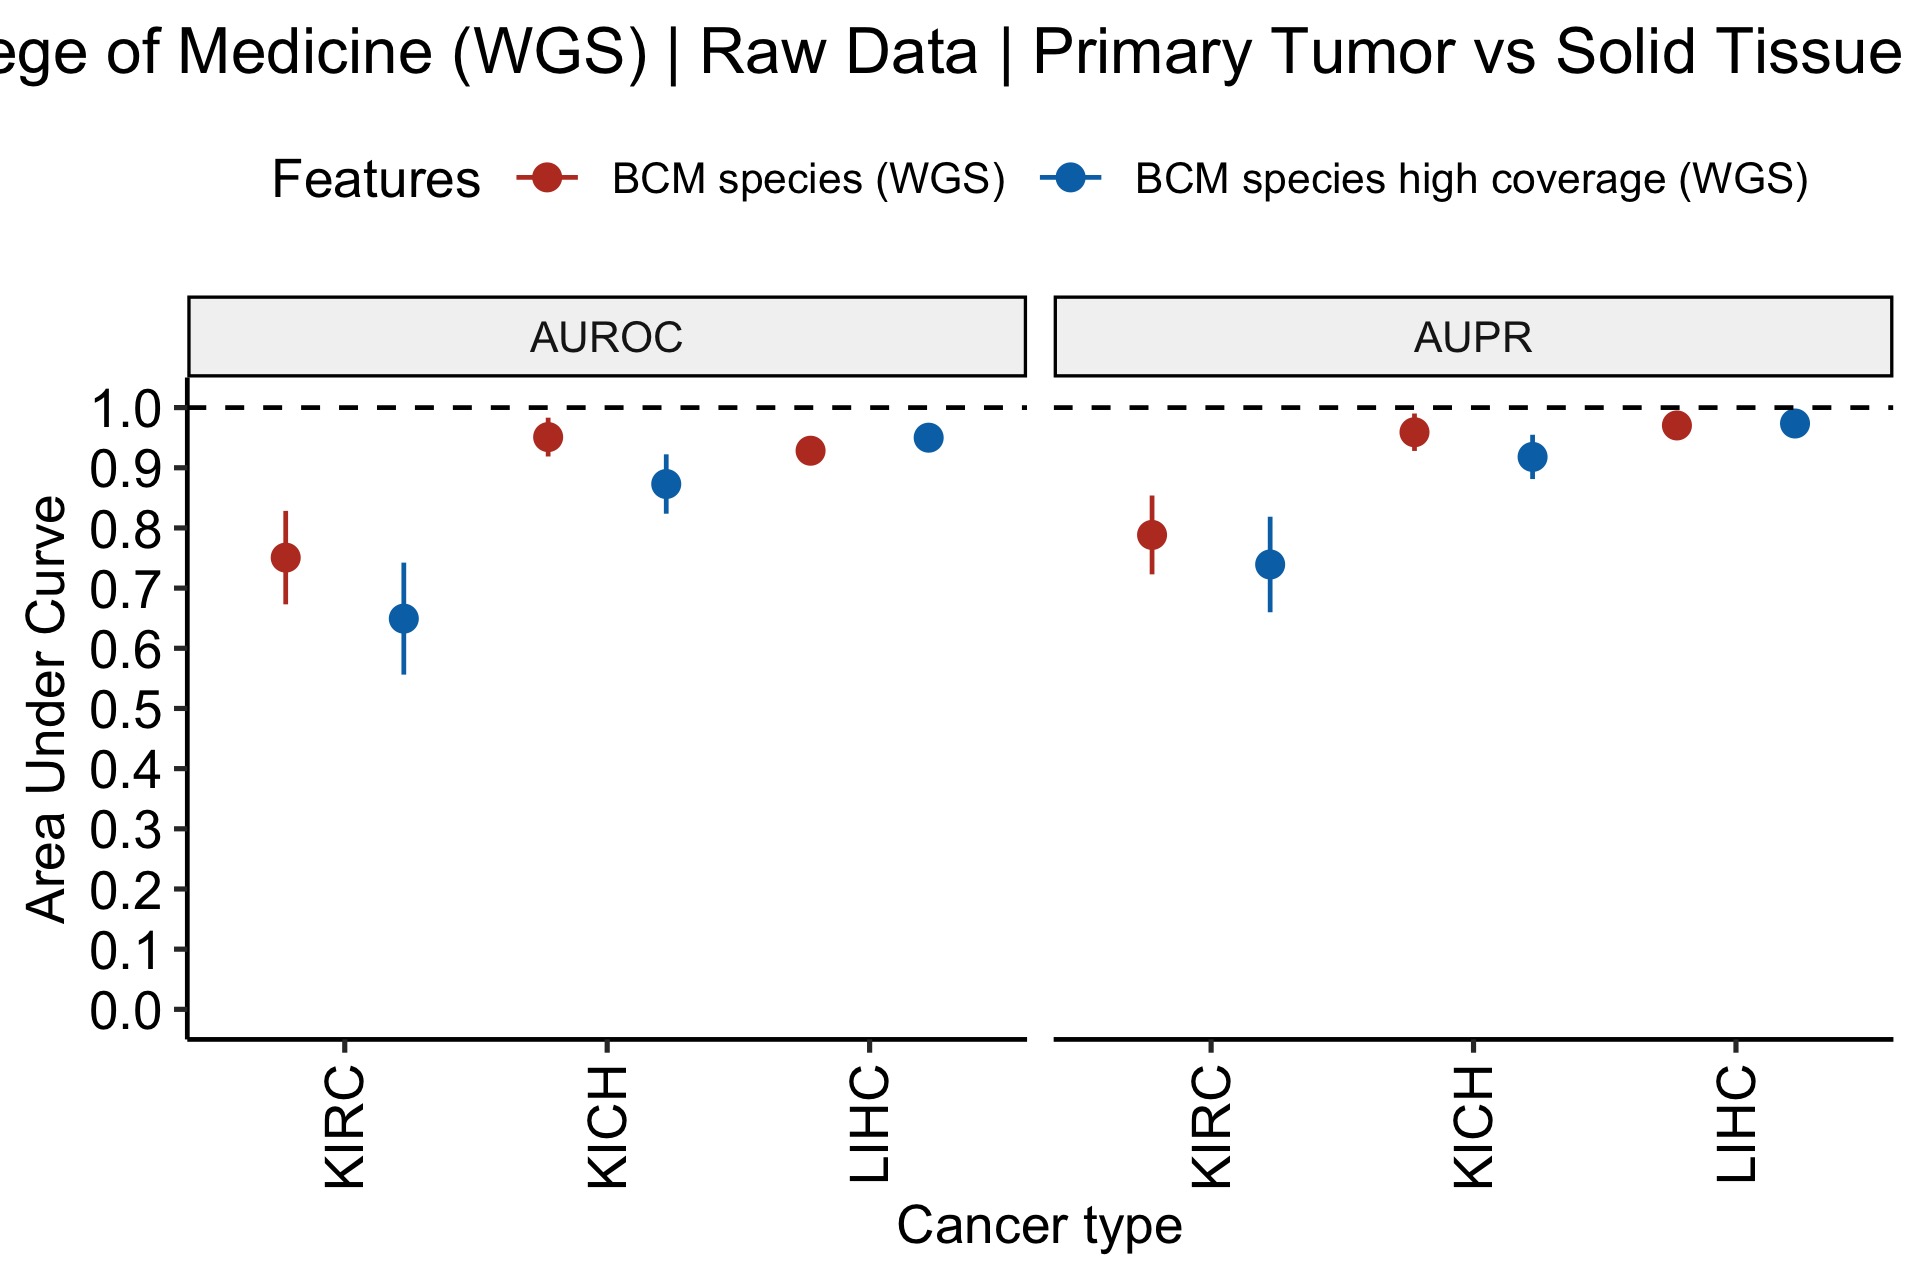 ege of Medicine (WGS) | Raw Data | Primary Tumor vs Solid Tissue
Features BCM species (WGS) BCM species high coverage (WGS)
AUROC AUPR
Area Under Curve
1.0
0.9
0.8
0.7
0.6
0.5
0.4
0.3
0.2
0.1
0.0
KIRC KICH LIHC KIRC KICH LIHC
Cancer type